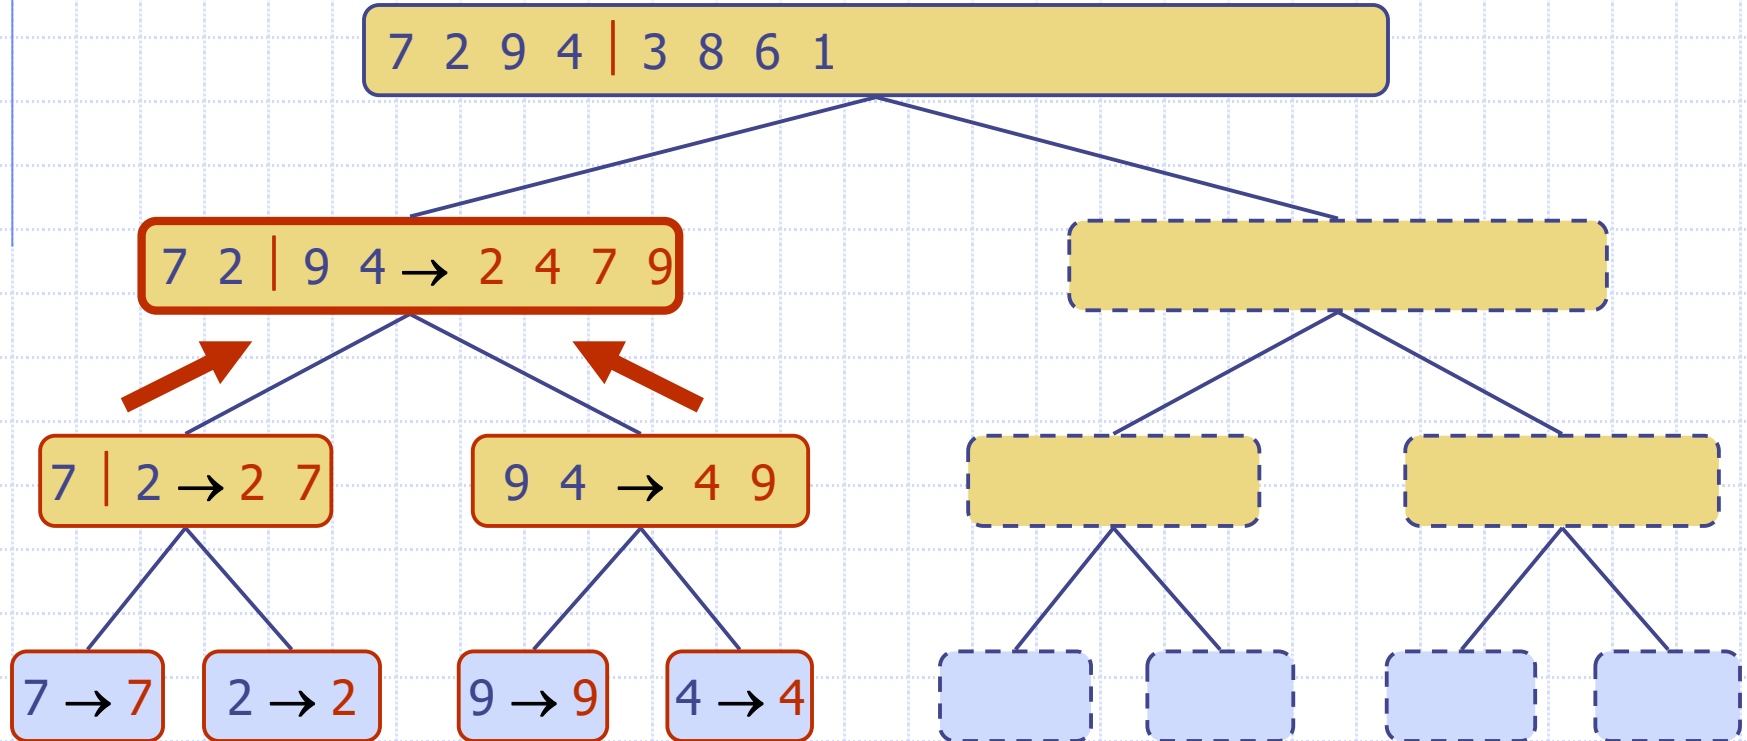 7 2 9 4 | 3 8 6 1
7 2 | 9 4 → 2 4 7 9
7 | 2 → 2 7
9 4 → 4 9
7 → 7
2 → 2
9 → 9
4 → 4